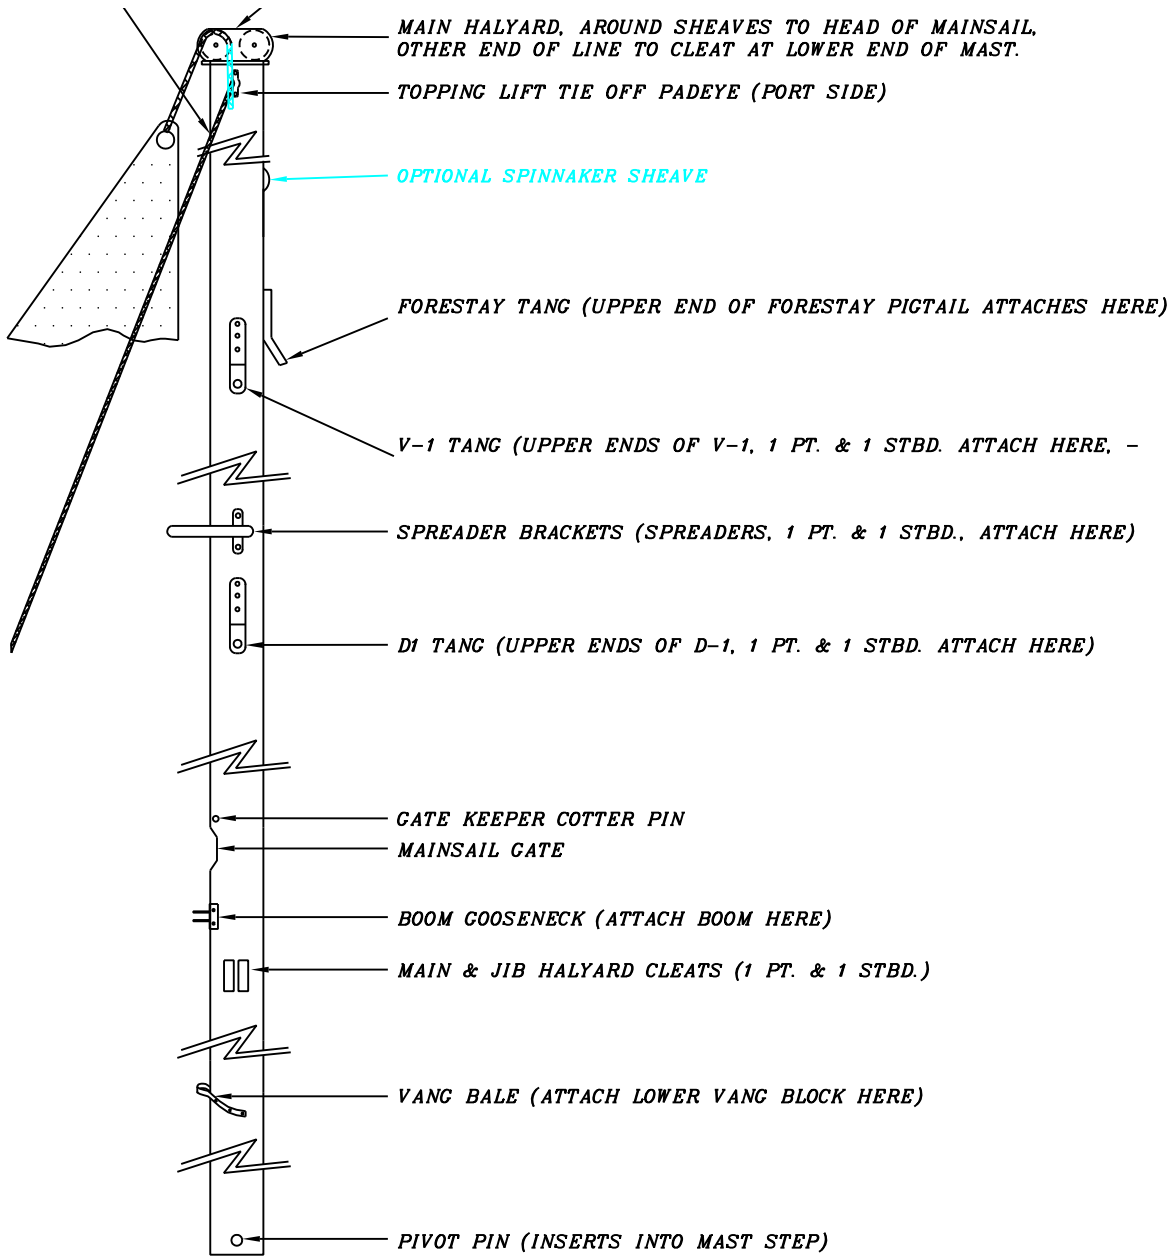 MAIN HALYARD, AROUND SHEAVES TO HEAD OF MAINSAIL,
OTHER END OF LINE TO CLEAT AT LOWER END OF MAST.
TOPPING LIFT TIE OFF PADEYE (PORT SIDE)
OPTIONAL SPINNAKER SHEAVE
FORESTAY TANG (UPPER END OF FORESTAY PIGTAIL ATTACHES HERE)
V-1 TANG (UPPER ENDS OF V-1, 1 PT. & 1 STBD. ATTACH HERE, -
SPREADER BRACKETS (SPREADERS, 1 PT. & 1 STBD., ATTACH HERE)
D1 TANG (UPPER ENDS OF D-1, 1 PT. & 1 STBD. ATTACH HERE)
GATE KEEPER COTTER PIN
MAINSAIL GATE
BOOM GOOSENECK (ATTACH BOOM HERE)
MAIN & JIB HALYARD CLEATS (1 PT. & 1 STBD.)
VANG BALE (ATTACH LOWER VANG BLOCK HERE)
PIVOT PIN (INSERTS INTO MAST STEP)